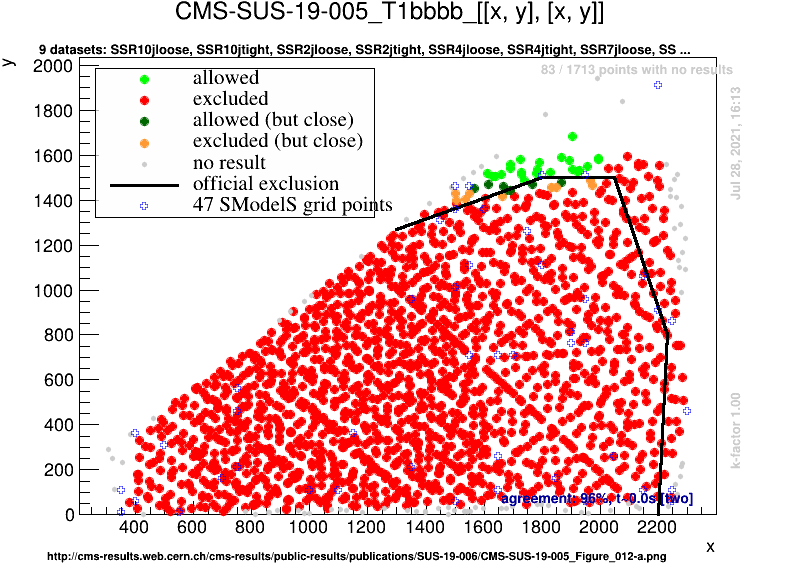 CMS-SUS-19-005_T1bbbb_[[x, y], [x, y]]
9 datasets: SSR10jloose, SSR10jtight, SSR2jloose, SSR2jtight, SSR4jloose, SSR4jtight, SSR7jloose, SS ...
y
83 / 1713 points with no results
allowed
excluded
allowed (but close)
excluded (but close)
no result
official exclusion
47 SModelS grid points
2000
1800
1600
1400
1200
1000
800
600
400
200
0
Jul 28, 2021, 16:13
k-factor 1.00
agreement: 96%, t~0.0s [two]
400 600 800 1000 1200 1400 1600 1800 2000 2200
x
http://cms-results.web.cern.ch/cms-results/public-results/publications/SUS-19-006/CMS-SUS-19-005_Figure_012-a.png